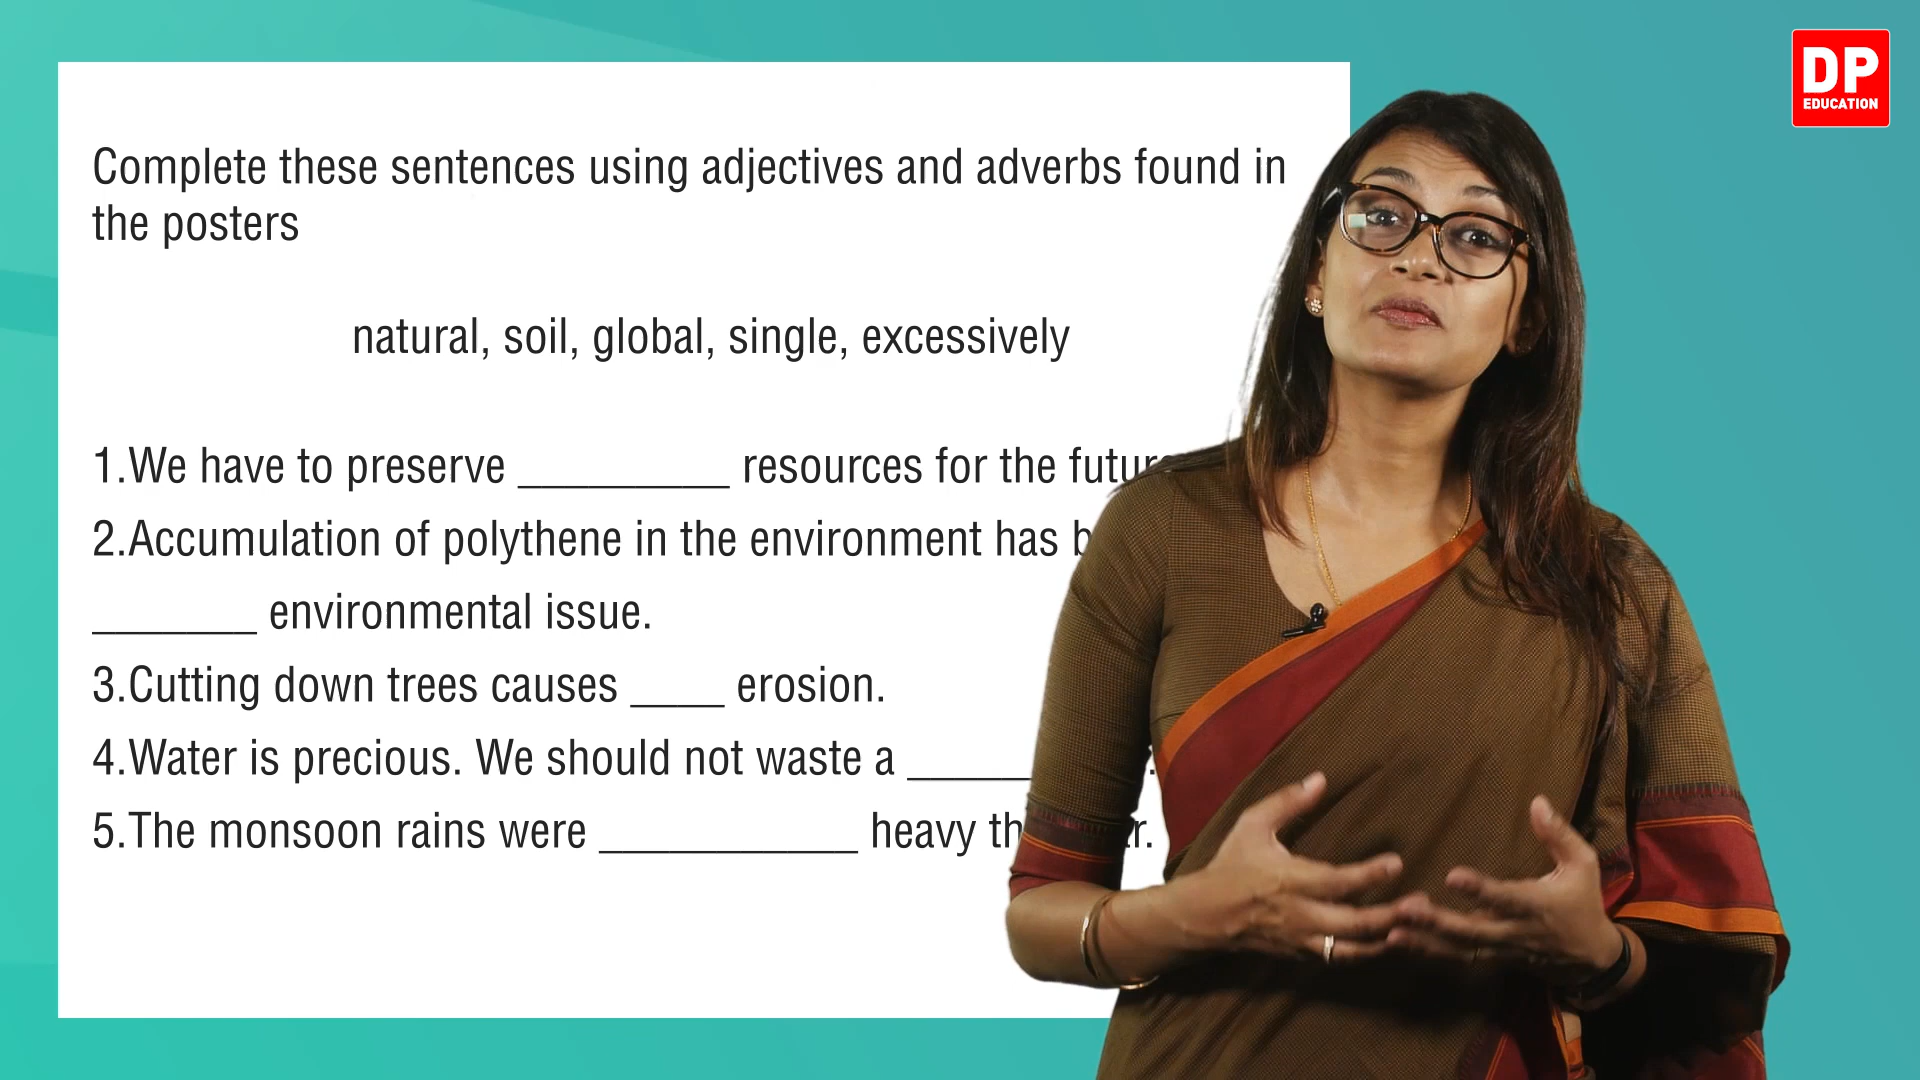 DP
EDUCATION
Complete these sentences using adjectives and adverbs found in
the posters
natural, soil, global, single, excessively
1.We have to preserve _________ resources for the
2.Accumulation of polythene in the environment has
_______ environmental issue.
3.Cutting down trees causes ____ erosion.
4.Water is precious. We should not waste a _____
5.The monsoon rains were ___________ heavy